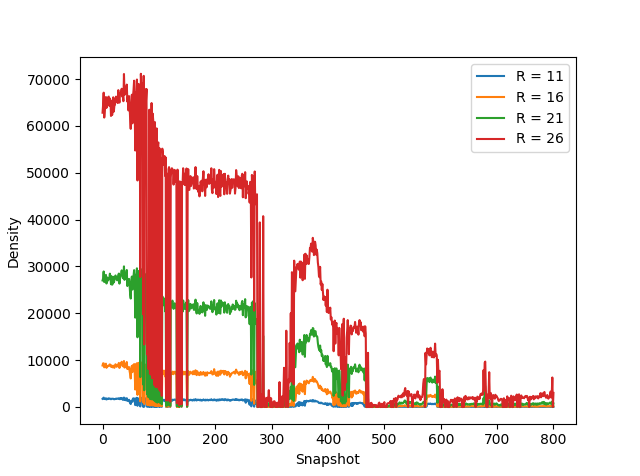 R = 11
R = 16
R = 21
R = 26
70000
60000
50000
40000
30000
20000
10000
0
Density
0 100 200 300 400 500 600 700 800
Snapshot